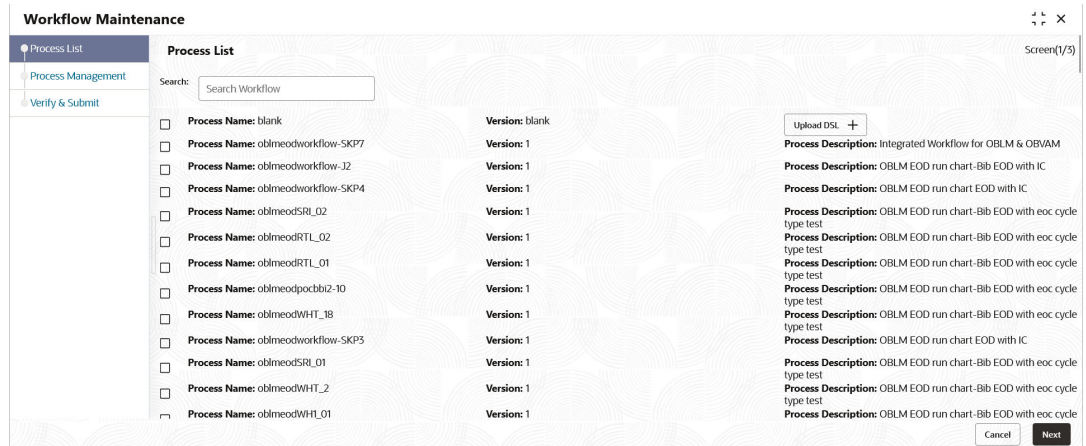 Workflow Maintenance
Process List
Process Management
Verify & Submit
Process List
Screen(1/3)
Search:
Search Workflow
Process Name: blank Version: blank Upload DSL +
Process Name: oblmeodworkflow-SKP7 Version: 1 Process Description: Integrated Workflow for OBLM & OBVAM
Process Name: oblmeodworkflow-J2 Version: 1 Process Description: OBLM EOD run chart-Bib EOD with IC
Process Name: oblmeodworkflow-SKP4 Version: 1 Process Description: OBLM EOD run chart EOD with IC
Process Name: oblmeodSRI_02 Version: 1 Process Description: OBLM EOD run chart-Bib EOD with eoc cycle
type test
Process Name: oblmeodRTL_02 Version: 1 Process Description: OBLM EOD run chart-Bib EOD with eoc cycle
type test
Process Name: oblmeodRTL_01 Version: 1 Process Description: OBLM EOD run chart-Bib EOD with eoc cycle
type test
Process Name: oblmeodpocbbi2-10 Version: 1 Process Description: OBLM EOD run chart-Bib EOD with eoc cycle
type test
Process Name: oblmeodWHT_18 Version: 1 Process Description: OBLM EOD run chart-Bib EOD with eoc cycle
type test
Process Name: oblmeodworkflow-SKP3 Version: 1 Process Description: OBLM EOD run chart EOD with IC
Process Name: oblmeodSRI_01 Version: 1 Process Description: OBLM EOD run chart-Bib EOD with eoc cycle
type test
Process Name: oblmeodWHT_2 Version: 1 Process Description: OBLM EOD run chart-Bib EOD with eoc cycle
type test
Process Name: oblmeodWH1_01 Version: 1 Process Description: OBLM EOD run chart-Bib EOD with eoc cycle
Cancel Next